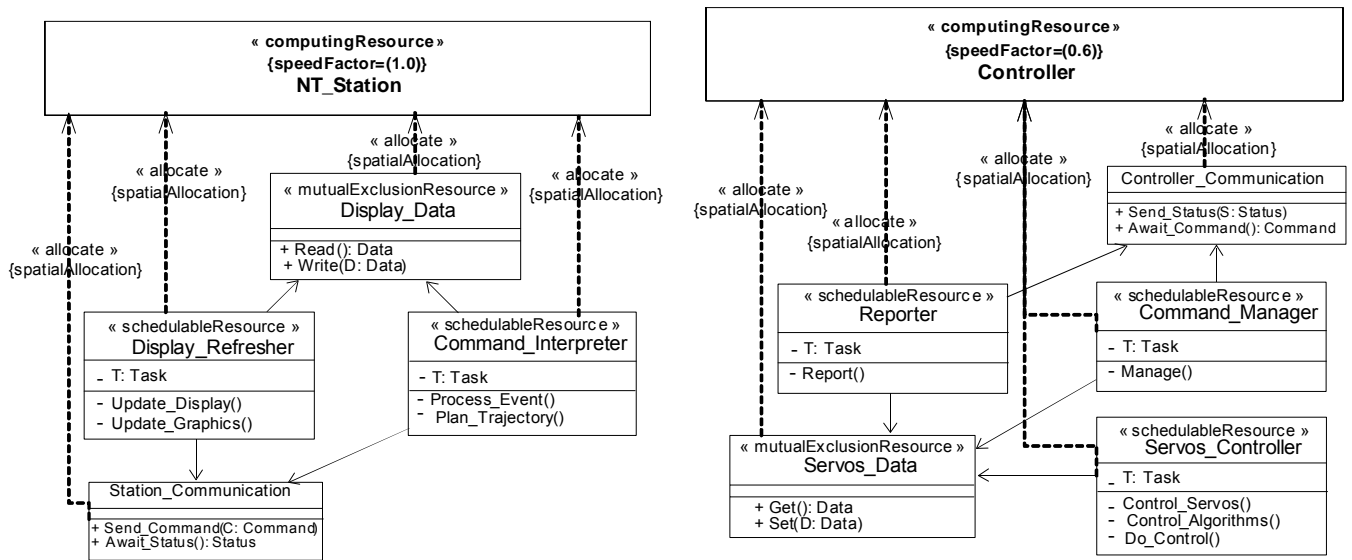 « computingResource »
{speedFactor=(1.0)}
NT_Station
« allocate »
{spatialAllocation}
« allocate »
{spatialAllocation}
« allocate »
{spatialAllocation}
« allocate »
{spatialAllocation}
« mutualExclusionResource »
Display_Data
+ Read(): Data
+ Write(D: Data)
« schedulableResource »
Display_Refresher
- T: Task
- Update_Display()
- Update_Graphics()
« schedulableResource »
Command_Interpreter
- T: Task
- Process_Event()
- Plan_Trajectory()
Station_Communication
+ Send_Command(C: Command)
+ Await_Status(): Status
« computingResource »
{speedFactor=(0.6)}
Controller
« allocate »
{spatialAllocation}
« allocate »
{spatialAllocation}
« allocate »
{spatialAllocation}
« allocate »
{spatialAllocation}
Controller_Communication
+ Send_Status(S: Status)
+ Await_Command(): Command
« schedulableResource »
Reporter
- T: Task
- Report()
« schedulableResource »
Command_Manager
- T: Task
- Manage()
« mutualExclusionResource »
Servos_Data
+ Get(): Data
+ Set(D: Data)
« schedulableResource »
Servos_Controller
- T: Task
- Control_Servos()
- Control_Algorithms()
- Do_Control()